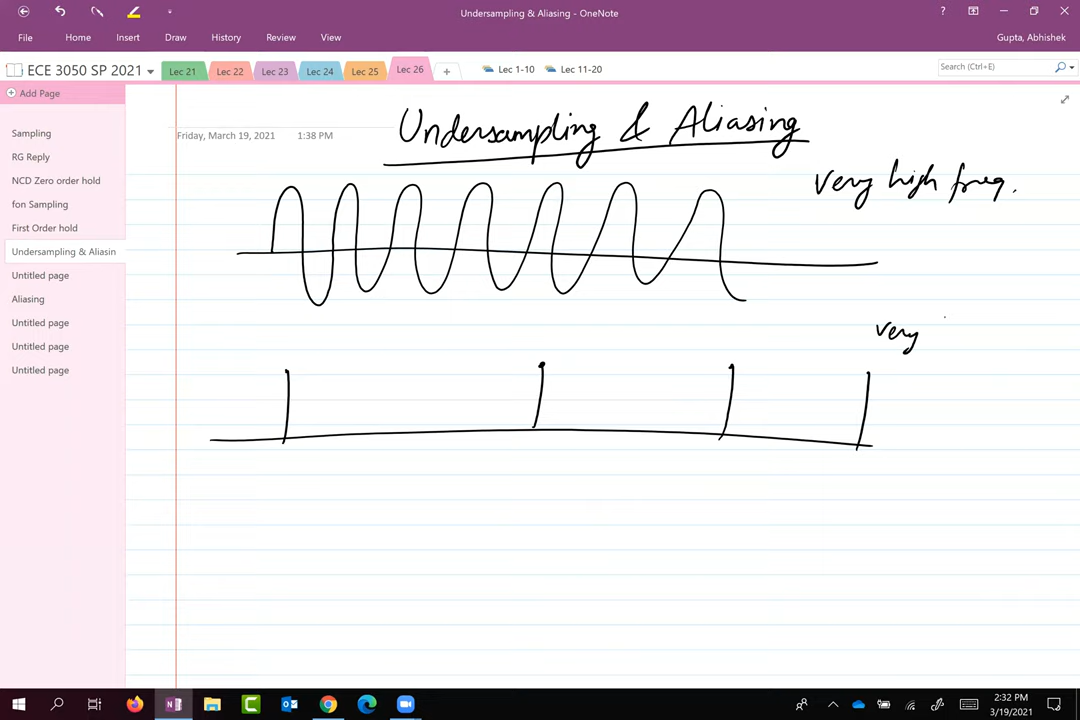 Undersampling & Aliasing - OneNote
File Home Insert Draw History Review View
Gupta, Abhishek
ECE 3050 SP 2021
Lec 21 Lec 22 Lec 23 Lec 24 Lec 25 Lec 26 Lec 1-10 Lec 11-20
Search (Ctrl+E)
Add Page
Sampling
RG Reply
NCD Zero order hold
fon Sampling
First Order hold
Undersampling & Aliasin
Untitled page
Aliasing
Untitled page
Untitled page
Untitled page
Friday, March 19, 2021 1:38 PM
Undersampling & Aliasing
very high freq.
very
2:32 PM
3/19/2021